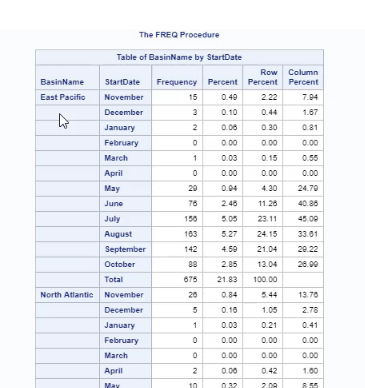 The FREQ Procedure
Table of BasinName by StartDate
BasinName StartDate Frequency Percent Row Percent Column Percent
East Pacific November 15 0.49 2.22 7.94
December 3 0.10 0.44 1.67
January 2 0.06 0.30 0.81
February 0 0.00 0.00 0.00
March 1 0.03 0.15 0.55
April 0 0.00 0.00 0.00
May 29 0.94 4.30 24.79
June 76 2.46 11.26 40.86
July 156 5.05 23.11 45.09
August 163 5.27 24.15 33.61
September 142 4.59 21.04 29.22
October 88 2.85 13.04 26.99
Total 675 21.83 100.00
North Atlantic November 26 0.84 5.44 13.76
December 5 0.16 1.05 2.78
January 1 0.03 0.21 0.41
February 0 0.00 0.00 0.00
March 0 0.00 0.00 0.00
April 2 0.06 0.42 1.60
May 10 0.32 2.09 8.55